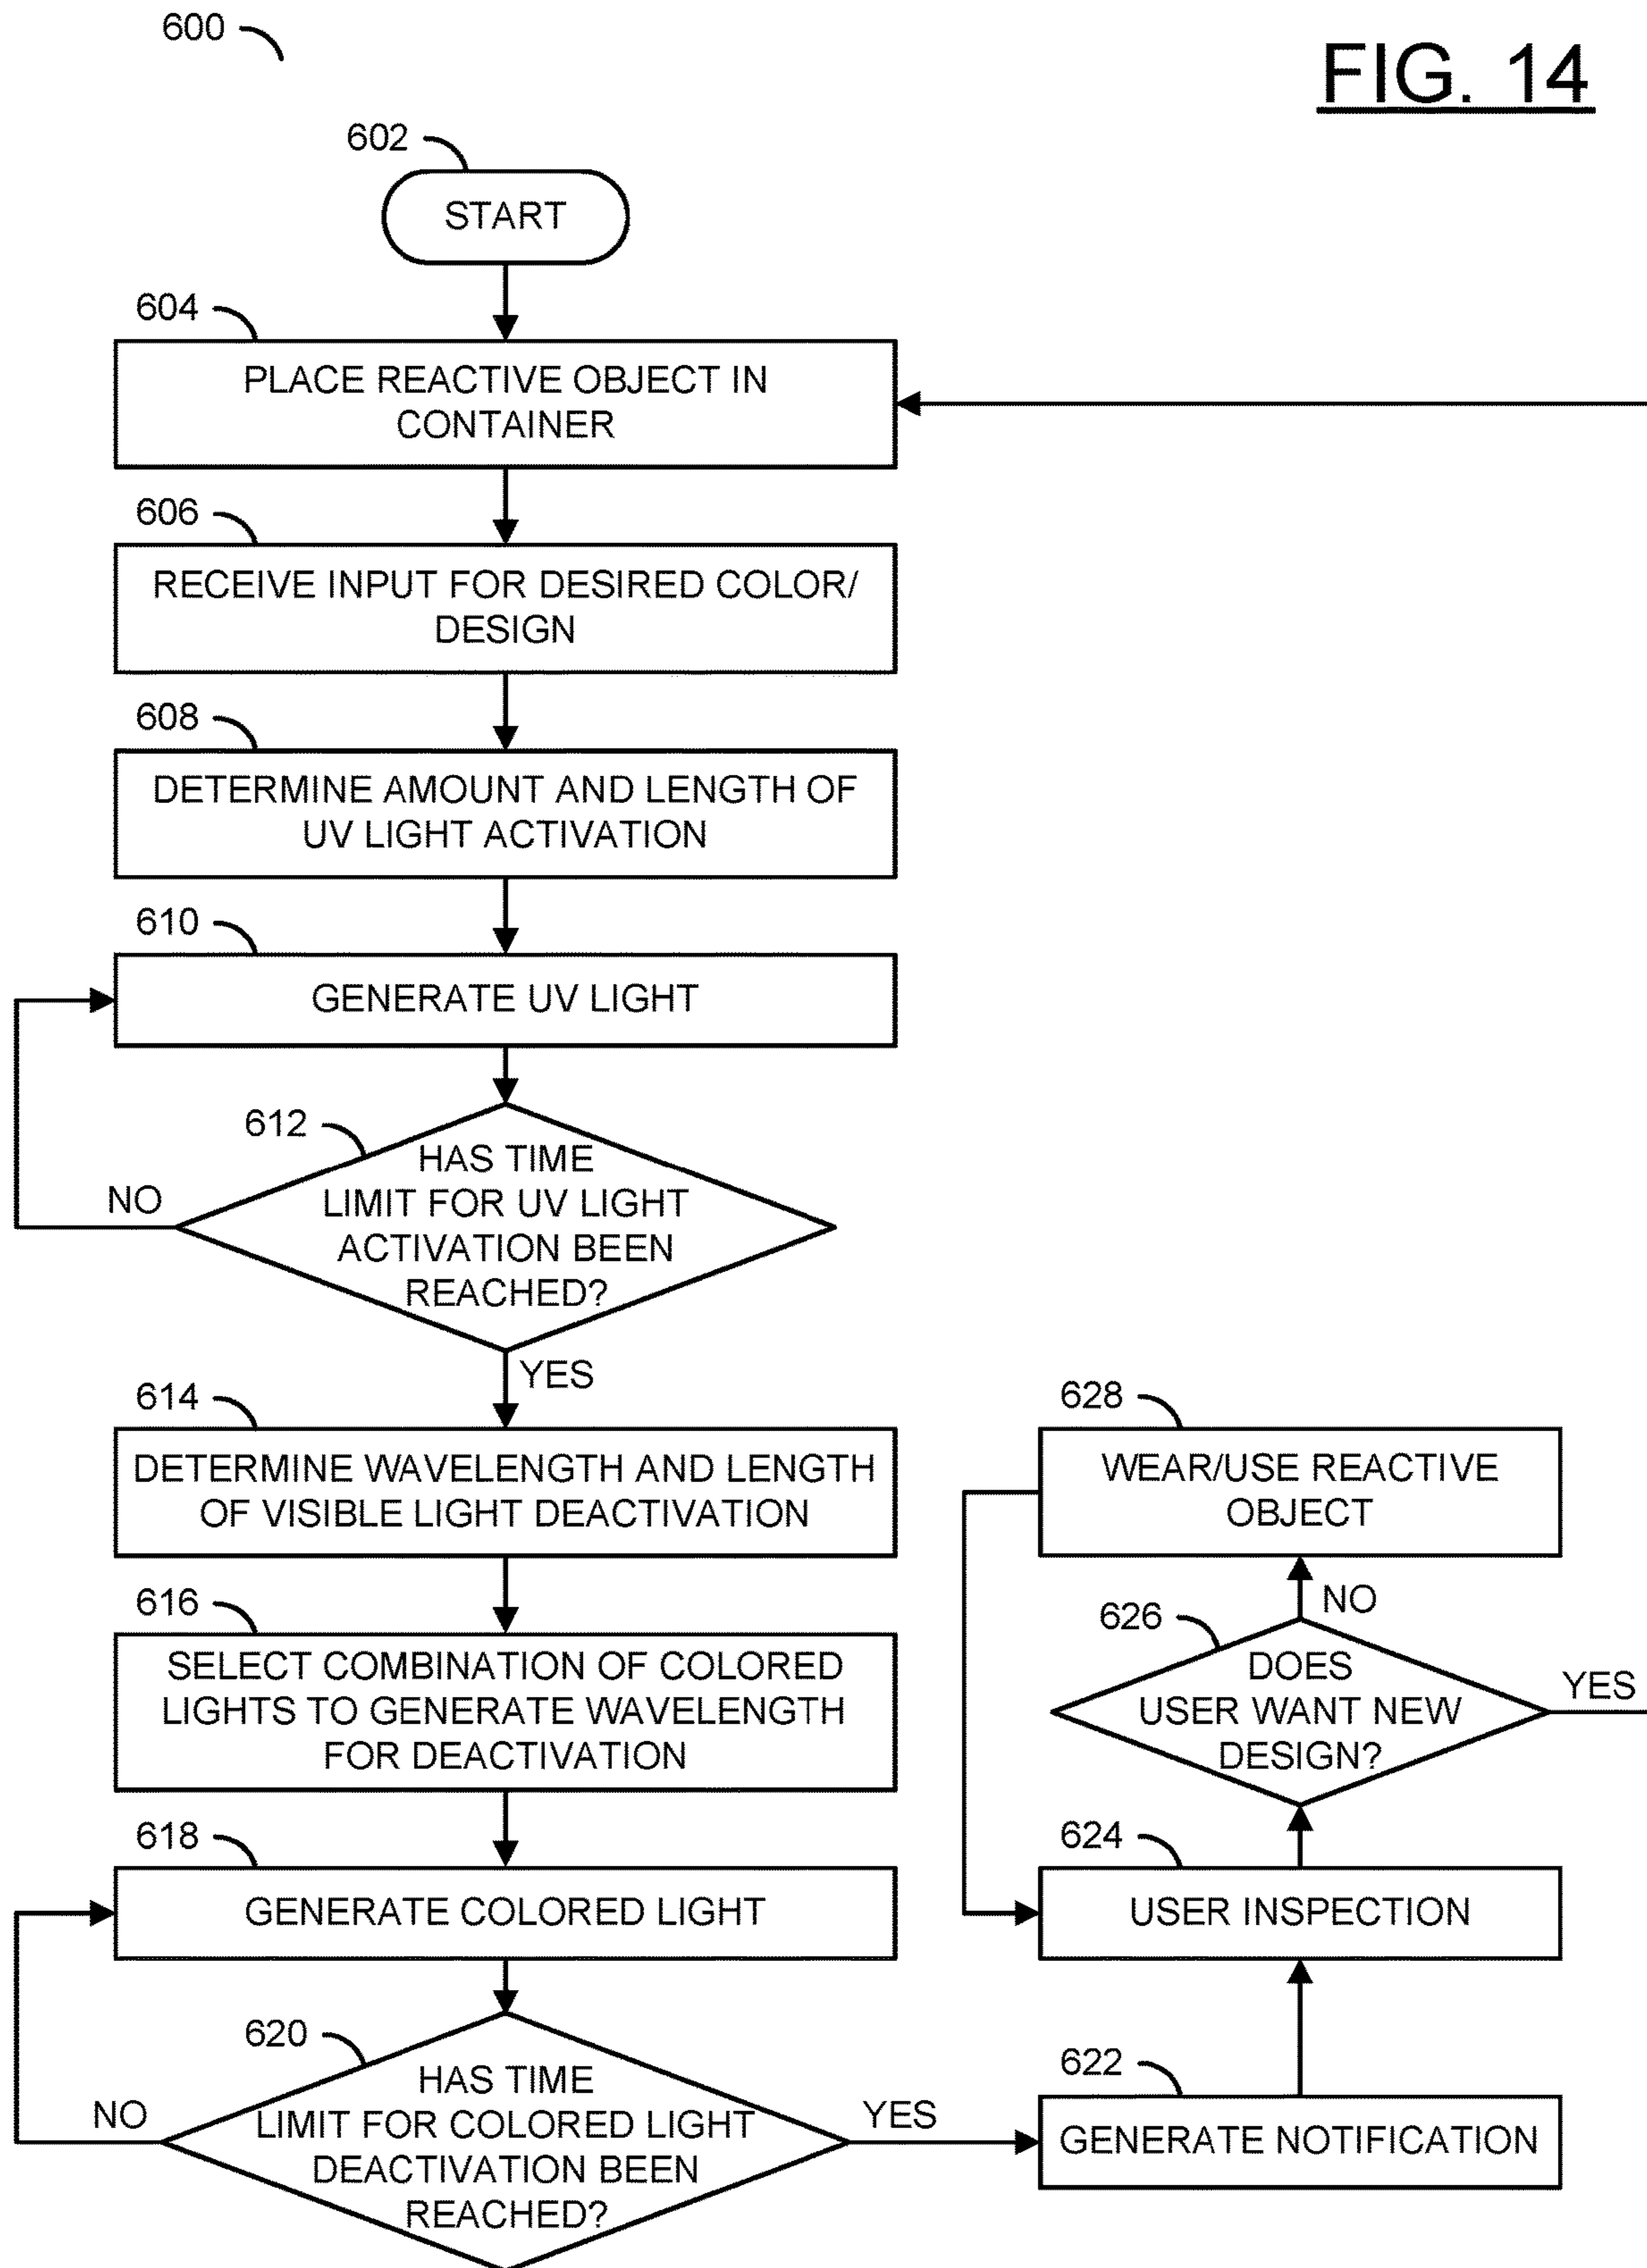 600
FIG. 14
602
START
604
PLACE REACTIVE OBJECT IN
CONTAINER
606
RECEIVE INPUT FOR DESIRED COLOR/
DESIGN
608
DETERMINE AMOUNT AND LENGTH OF
UV LIGHT ACTIVATION
610
GENERATE UV LIGHT
612
HAS TIME
LIMIT FOR UV LIGHT
ACTIVATION BEEN
REACHED?
NO
YES
614
DETERMINE WAVELENGTH AND LENGTH
OF VISIBLE LIGHT DEACTIVATION
616
SELECT COMBINATION OF COLORED
LIGHTS TO GENERATE WAVELENGTH
FOR DEACTIVATION
618
GENERATE COLORED LIGHT
620
HAS TIME
LIMIT FOR COLORED LIGHT
DEACTIVATION BEEN
REACHED?
NO
YES
622
GENERATE NOTIFICATION
624
USER INSPECTION
626
DOES
USER WANT NEW
DESIGN?
YES
NO
628
WEAR/USE REACTIVE
OBJECT